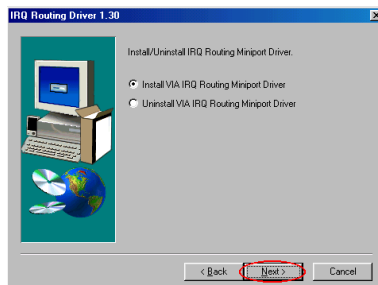 IRQ Routing Driver 1.30
Install/Uninstall IRQ Routing Miniport Driver.
Install VIA IRQ Routing Miniport Driver
Uninstall VIA IRQ Routing Miniport Driver
< Back
Next >
Cancel